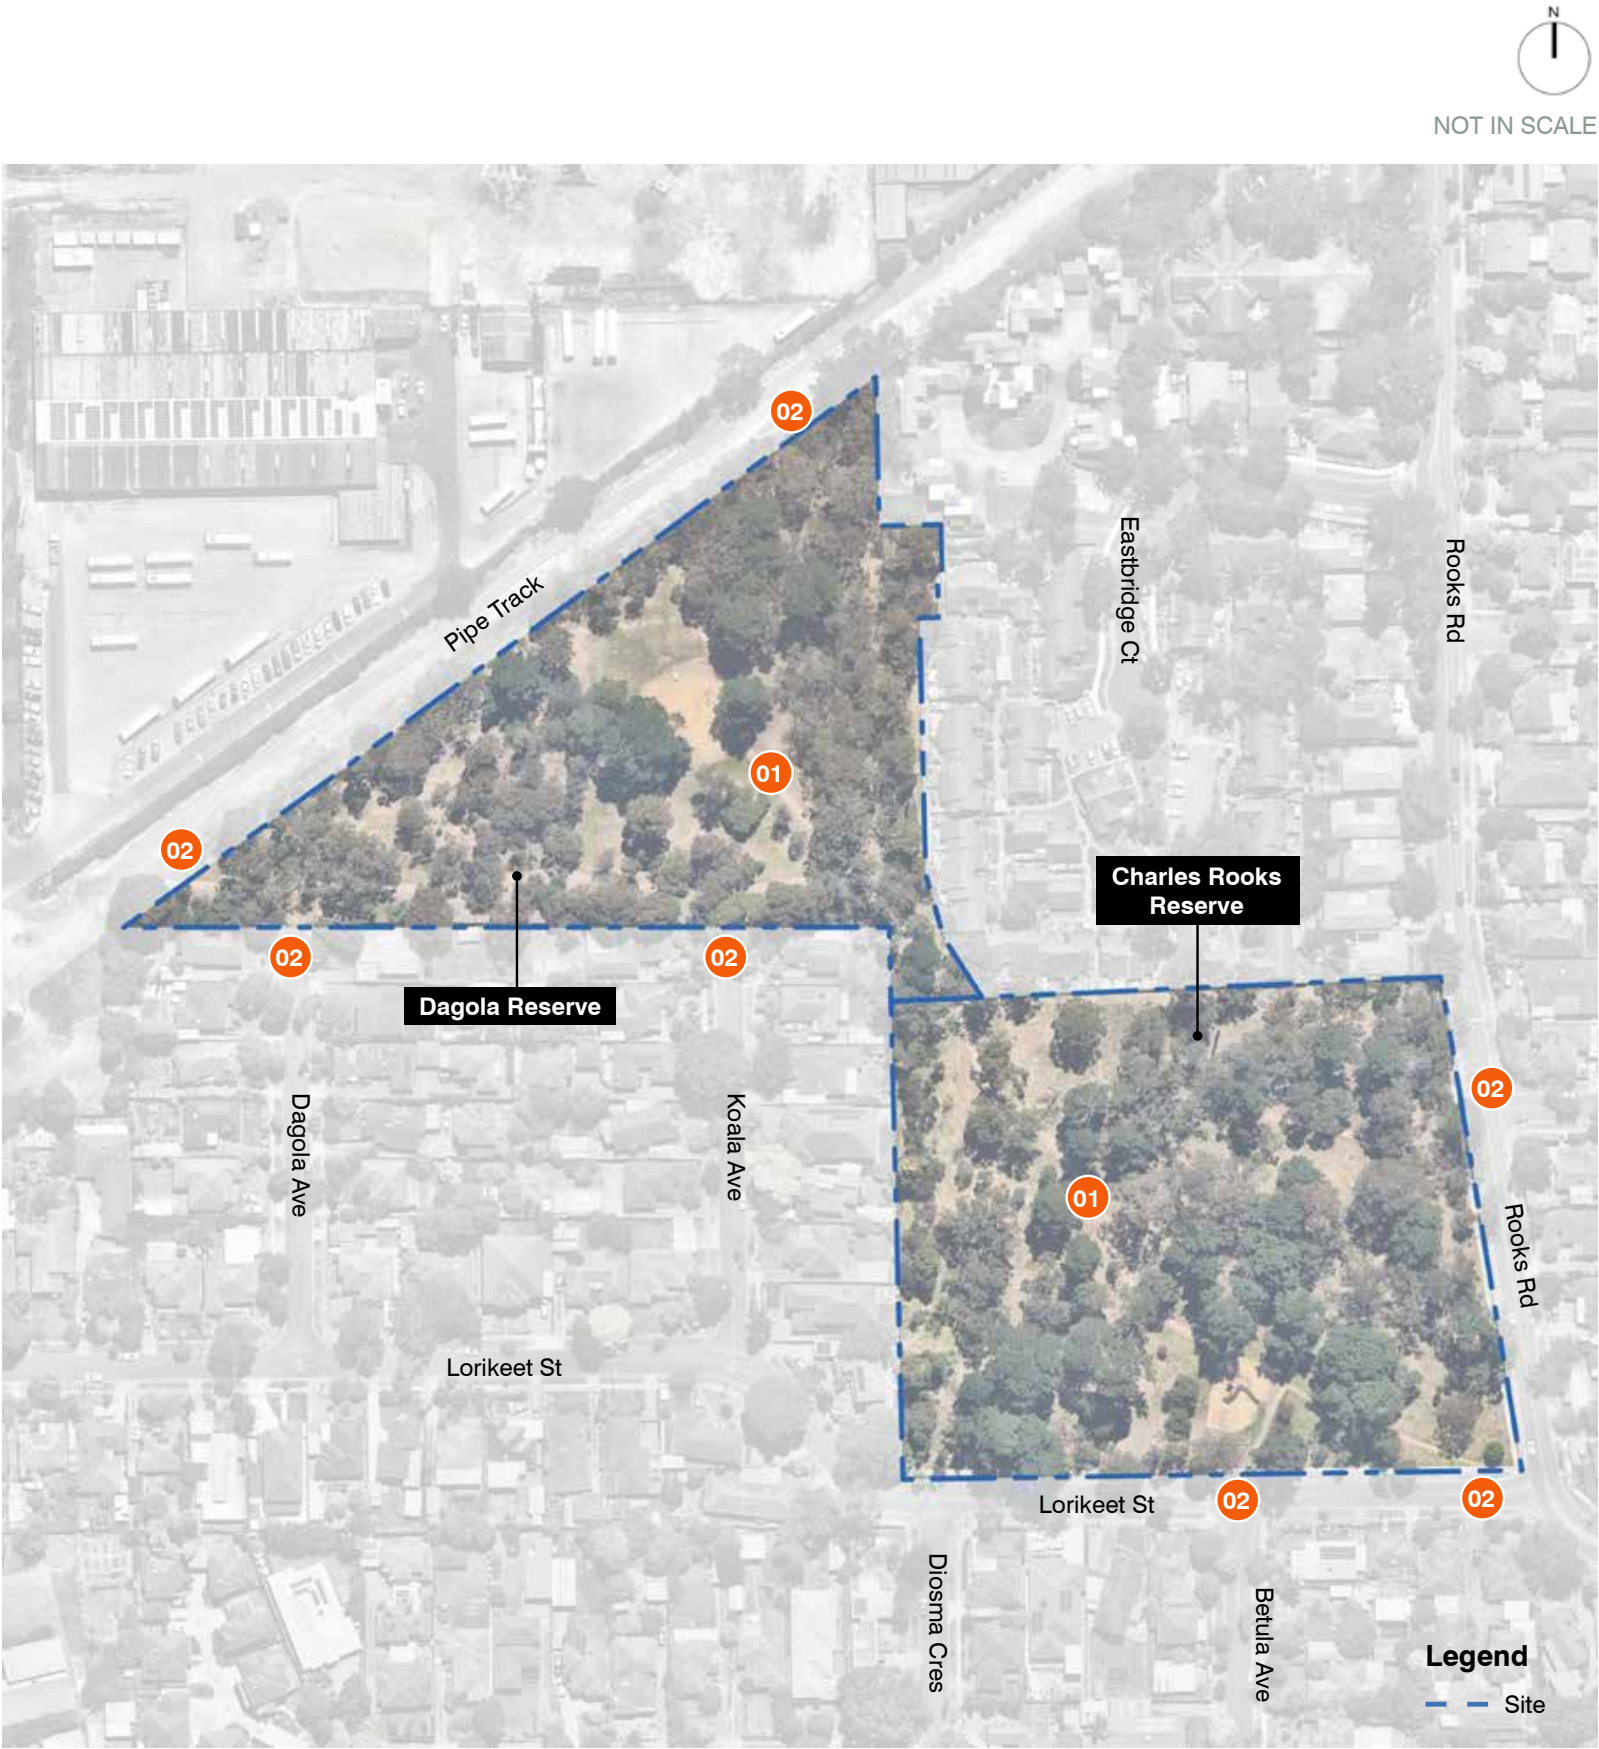 N
NOT IN SCALE
02
Pipe Track
Eastbridge Ct
Rooks Rd
01
02
Charles Rooks
Reserve
02
02
Dagola Reserve
02
Dagola Ave
Koala Ave
01
Rooks Rd
Lorikeet St
Lorikeet St
02
02
Diosma Cres
Betula Ave
Legend
Site